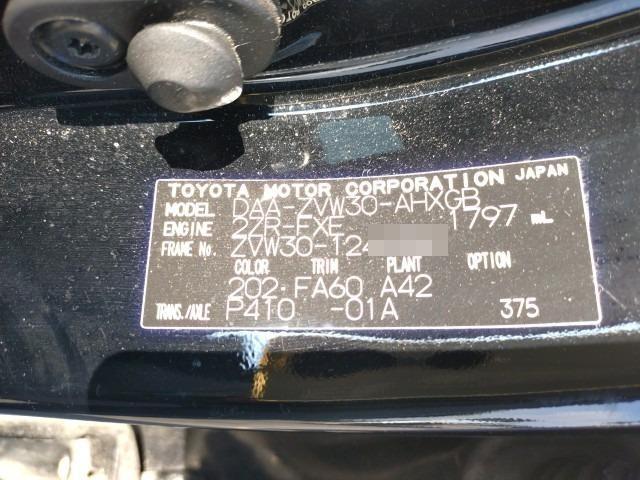 TOYOTA MOTOR CORPORATION JAPAN
MODEL DAA-ZVW30-AHXGB
ENGINE 2ZR-FXE 1797 mL
FRAME No. ZVW30-124
COLOR TRIM PLANT OPTION
202 FA60 A42
TRANS./AXLE P410 -01A 375